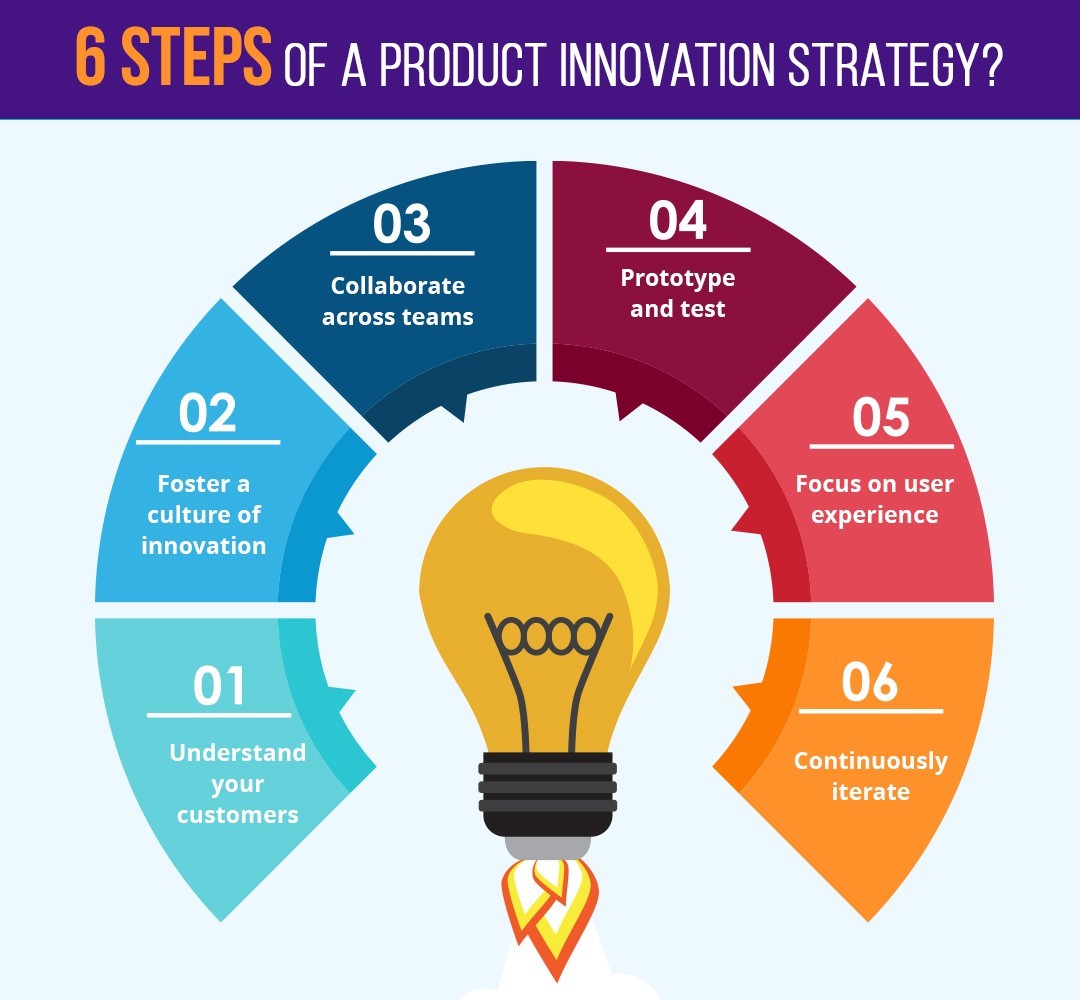 6 STEPS OF A PRODUCT INNOVATION STRATEGY?
01
Understand
your
customers
02
Foster a
culture of
innovation
03
Collaborate
across teams
04
Prototype
and test
05
Focus on user
experience
06
Continuously
iterate